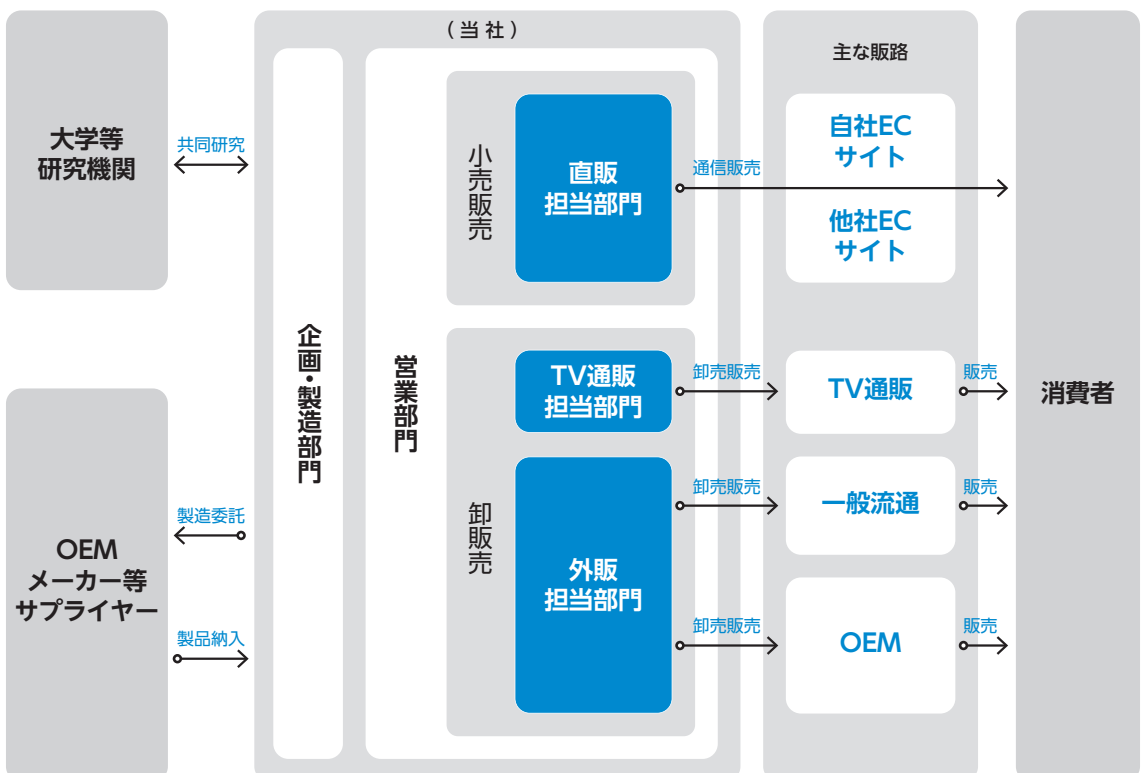 (当社)
主な販路
大学等
研究機関
共同研究
企画・製造部門
営業部門
小売販売
直販
担当部門
通信販売
自社EC
サイト
他社EC
サイト
OEM
メーカー等
サプライヤー
製造委託
製品納入
卸販売
TV通販
担当部門
卸売販売
TV通販
販売
外販
担当部門
卸売販売
一般流通
販売
卸売販売
OEM
販売
消費者